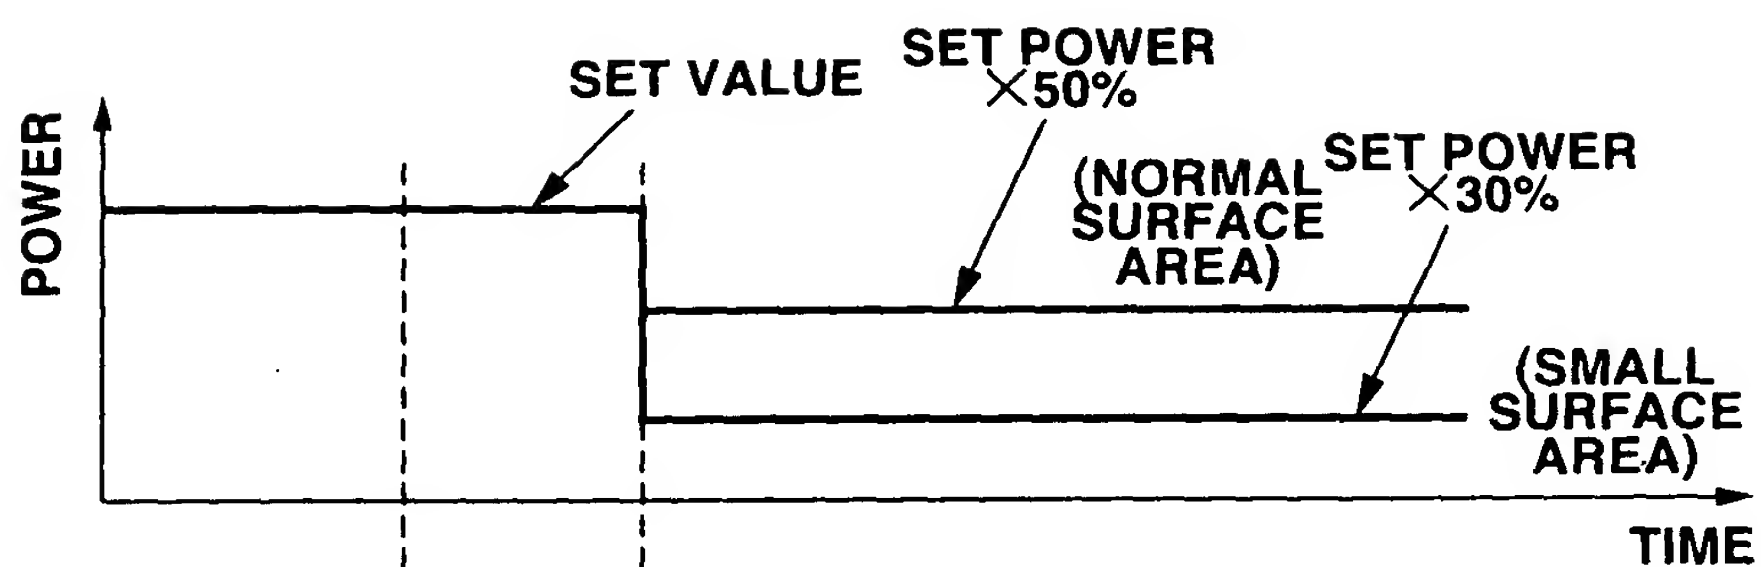 SET VALUE
SET POWER
×50%
SET POWER
×30%
(NORMAL
SURFACE
AREA)
(SMALL
SURFACE
AREA)
POWER
TIME